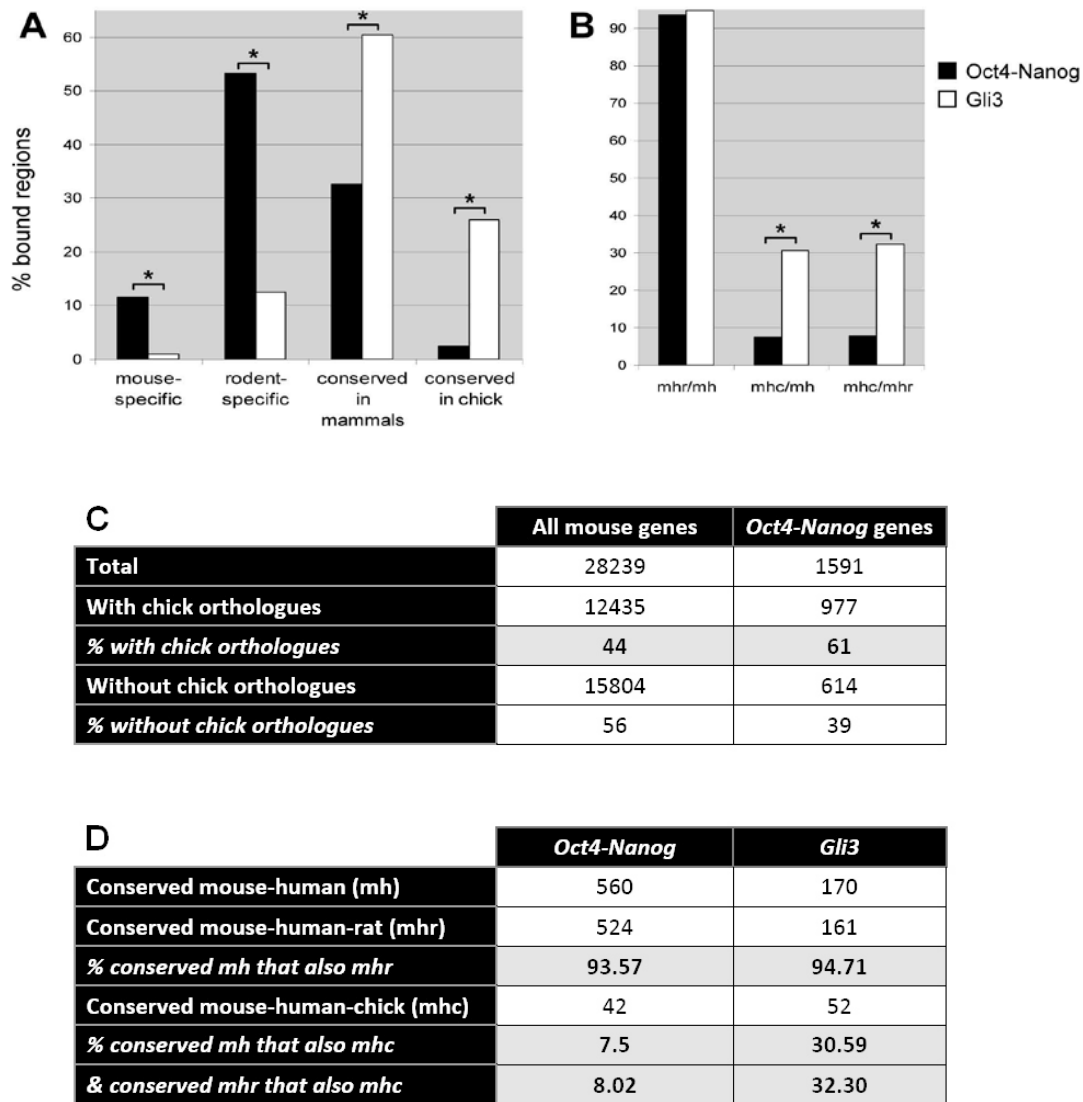 A
% bound regions
60
50
40
30
20
10
0
*
*
*
*
mouse-
specific
rodent-
specific
conserved
in
mammals
conserved
in chick
B
90
80
70
60
50
40
30
20
10
0
*
*
mhr/mh
mhc/mh
mhc/mhr
Oct4-Nanog
Gli3
C
All mouse genes Oct4-Nanog genes
Total 28239 1591
With chick orthologues 12435 977
% with chick orthologues 44 61
Without chick orthologues 15804 614
% without chick orthologues 56 39
D
Oct4-Nanog Gli3
Conserved mouse-human (mh) 560 170
Conserved mouse-human-rat (mhr) 524 161
% conserved mh that also mhr 93.57 94.71
Conserved mouse-human-chick (mhc) 42 52
% conserved mh that also mhc 7.5 30.59
& conserved mhr that also mhc 8.02 32.30